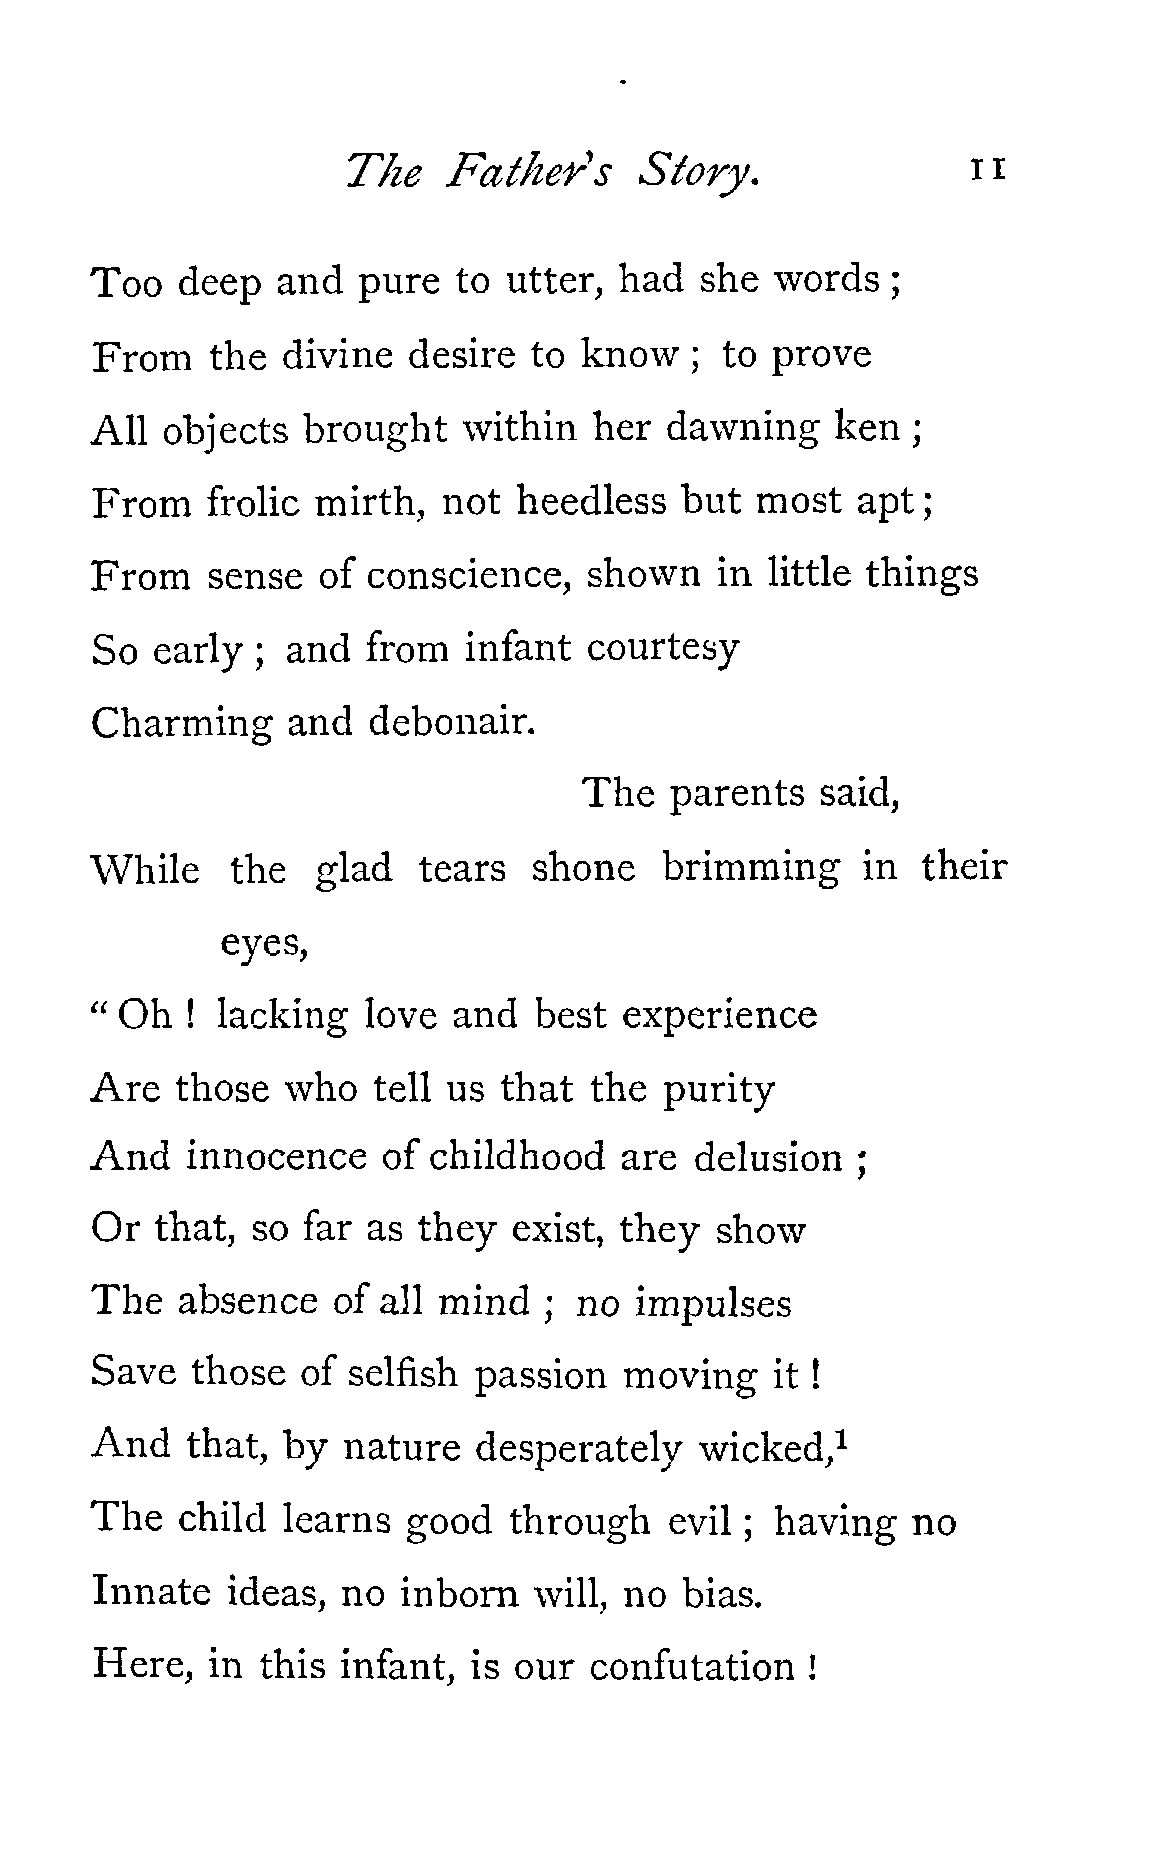 The Father's Story. 11
Too deep and pure to utter, had she words ;
From the divine desire to know ; to prove
All objects brought within her dawning ken ;
From frolic mirth, not heedless but most apt ;
From sense of conscience, shown in little things
So early ; and from infant courtesy
Charming and debonair.
The parents said,
While the glad tears shone brimming in their
eyes,
“ Oh ! lacking love and best experience
Are those who tell us that the purity
And innocence of childhood are delusion ;
Or that, so far as they exist, they show
The absence of all mind ; no impulses
Save those of selfish passion moving it !
And that, by nature desperately wicked,¹
The child learns good through evil ; having no
Innate ideas, no inborn will, no bias.
Here, in this infant, is our confutation !